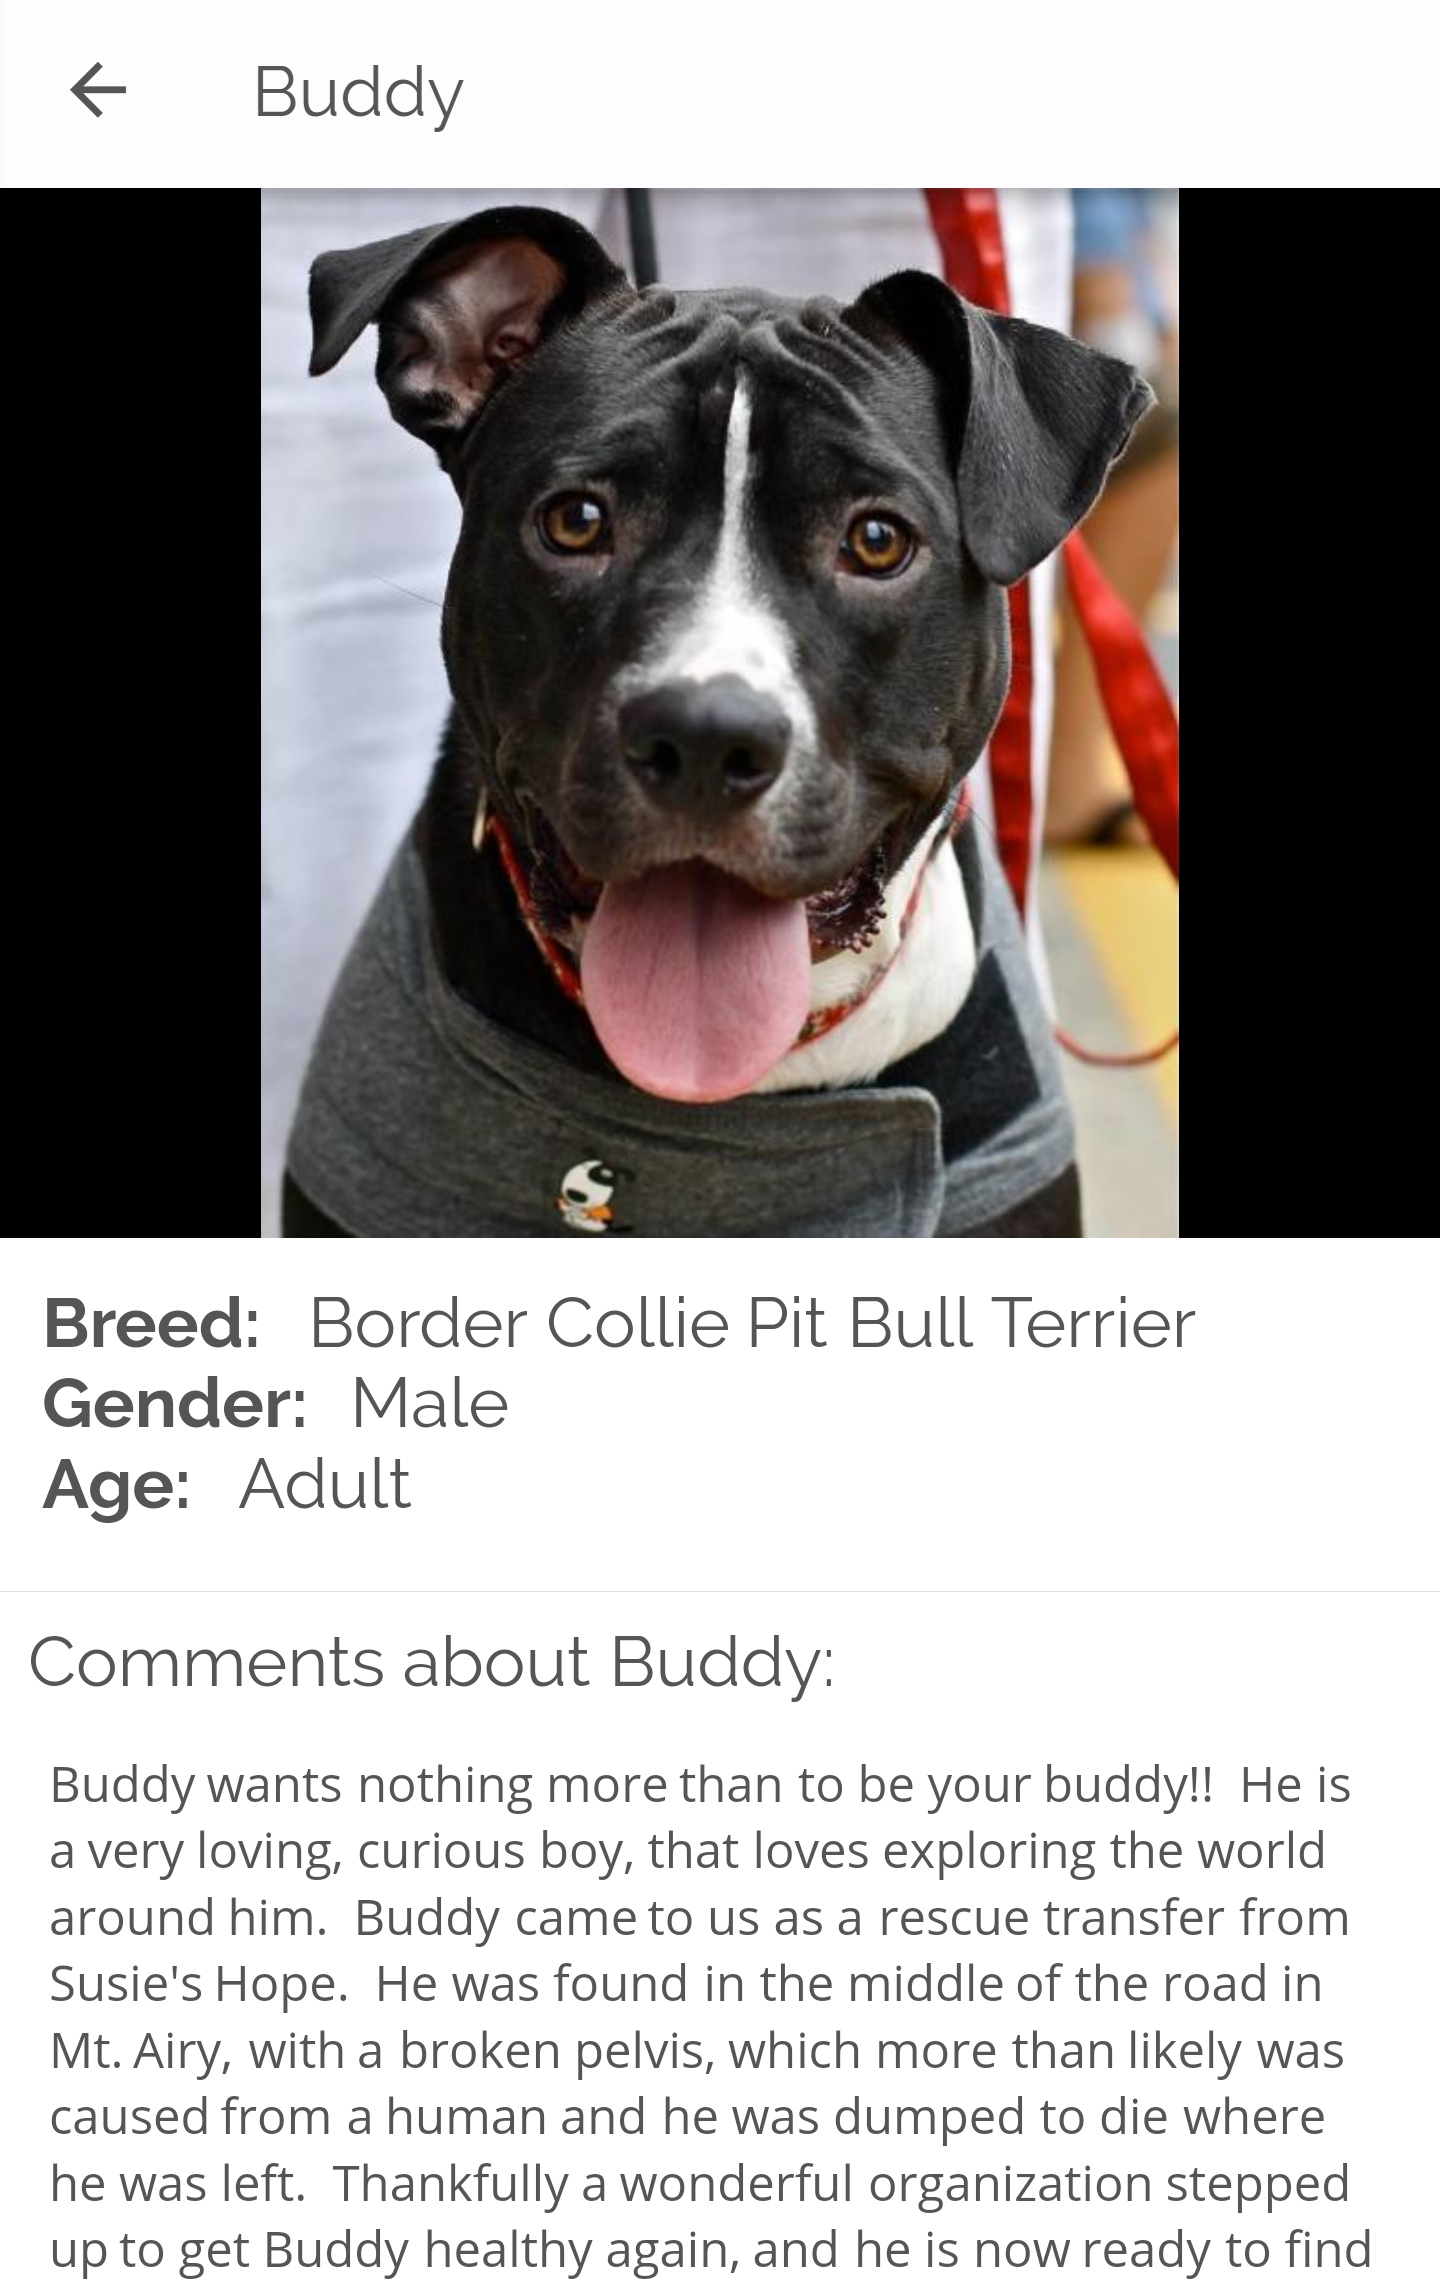 Buddy
Breed: Border Collie Pit Bull Terrier
Gender: Male
Age: Adult
Comments about Buddy:
Buddy wants nothing more than to be your buddy!!  He is
a very loving, curious boy, that loves exploring the world
around him.  Buddy came to us as a rescue transfer from
Susie's Hope.  He was found in the middle of the road in
Mt. Airy, with a broken pelvis, which more than likely was
caused from a human and he was dumped to die where
he was left.  Thankfully a wonderful organization stepped
up to get Buddy healthy again, and he is now ready to find